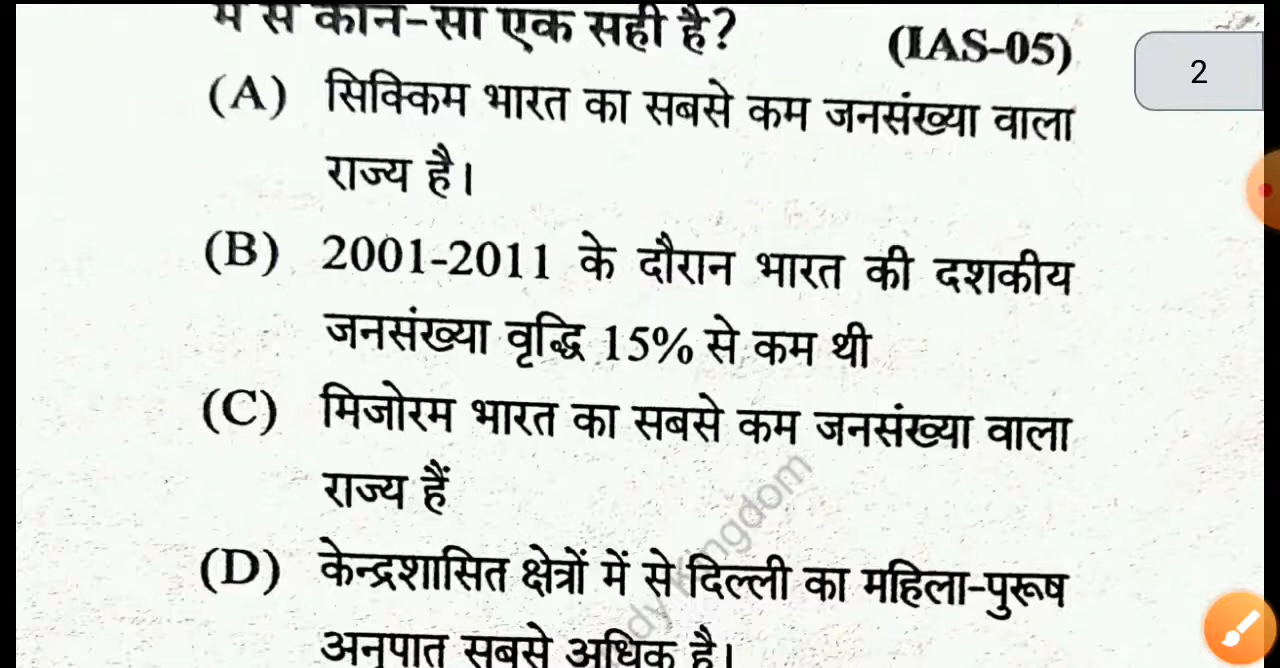 में से कौन-सा एक सही है?
(IAS-05)
2
(A) सिक्किम भारत का सबसे कम जनसंख्या वाला
राज्य है।
(B) 2001-2011 के दौरान भारत की दशकीय
जनसंख्या वृद्धि 15% से कम थी
(C) मिजोरम भारत का सबसे कम जनसंख्या वाला
राज्य हैं
(D) केन्द्रशासित क्षेत्रों में से दिल्ली का महिला-पुरूष
अनुपात सबसे अधिक है।